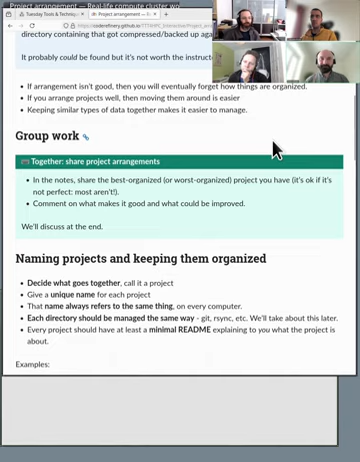 Project arrangement — Real-life compute cluster wo
Tuesday Tools & Techniques
Project arrangement — R
https://coderefinery.github.io/TTT4HPC_Interactive/Project_arr
directory containing that got compressed/backed up aga
It probably could be found but it's not worth the instruct
If arrangement isn't good, then you will eventually forget how things are organized.
If you arrange projects well, then moving them around is easier
Keeping similar types of data together makes it easier to manage.
Group work
Together: share project arrangements
In the notes, share the best-organized (or worst-organized) project you have (it's ok if it's
not perfect: most aren't!).
Comment on what makes it good and what could be improved.
We'll discuss at the end.
Naming projects and keeping them organized
Decide what goes together, call it a project
Give a unique name for each project
That name always refers to the same thing, on every computer.
Each directory should be managed the same way - git, rsync, etc. We'll take about this later.
Every project should have at least a minimal README explaining to you what the project is
about.
Examples: